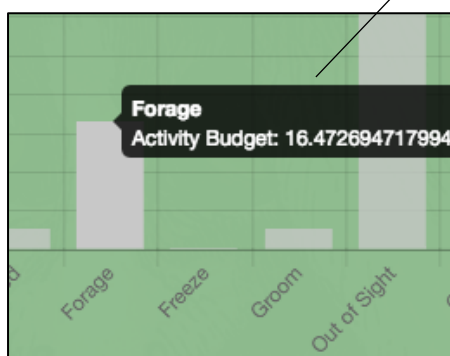 Forage
Activity Budget: 16.472694717994
Forage
Freeze
Groom
Out of Sight